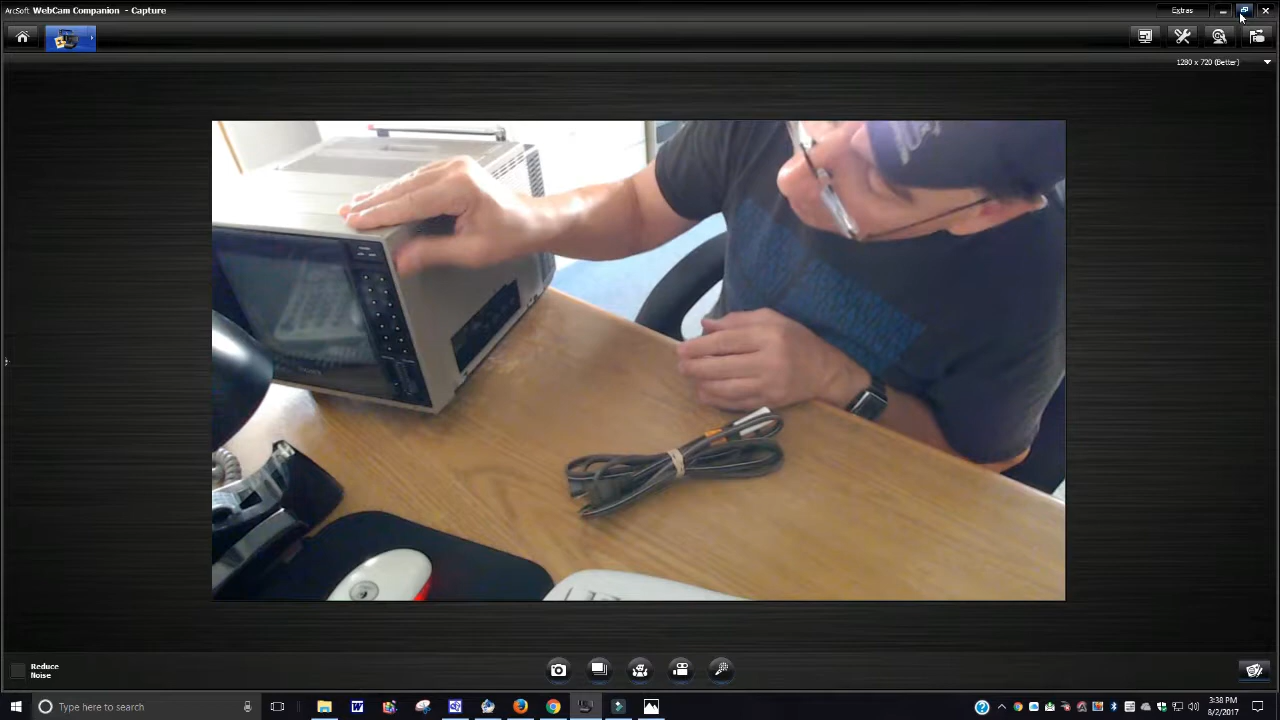 ArcSoft WebCam Companion - Capture
Extras
1280 x 720 (Better)
Reduce
Noise
Type here to search
3:38 PM
8/2/2017